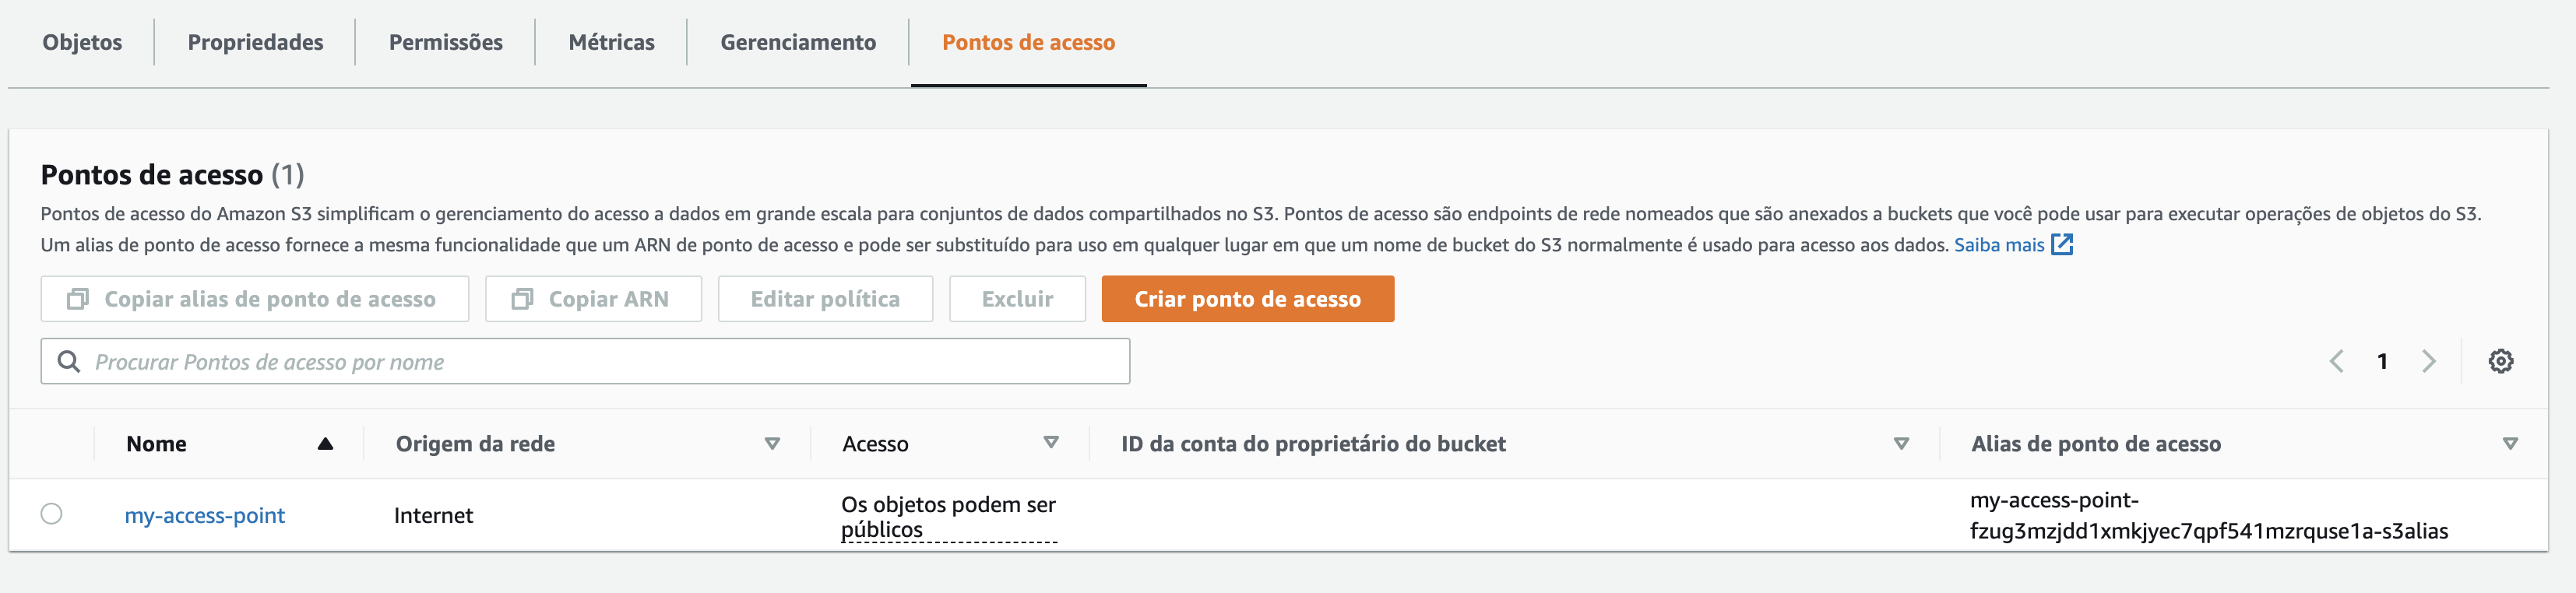 Objetos
Propriedades
Permissões
Métricas
Gerenciamento
Pontos de acesso
Pontos de acesso (1)
Pontos de acesso do Amazon S3 simplificam o gerenciamento do acesso a dados em grande escala para conjuntos de dados compartilhados no S3. Pontos de acesso são endpoints de rede nomeados que são anexados a buckets que você pode usar para executar operações de objetos do S3.
Um alias de ponto de acesso fornece a mesma funcionalidade que um ARN de ponto de acesso e pode ser substituído para uso em qualquer lugar em que um nome de bucket do S3 normalmente é usado para acesso aos dados. Saiba mais
Copiar alias de ponto de acesso
Copiar ARN
Editar política
Excluir
Criar ponto de acesso
Procurar Pontos de acesso por nome
1
Nome
Origem da rede
Acesso
ID da conta do proprietário do bucket
Alias de ponto de acesso
my-access-point
Internet
Os objetos podem ser
públicos
my-access-point-
fzug3mzjdd1xmkjyec7qpf541mzrquse1a-s3alias